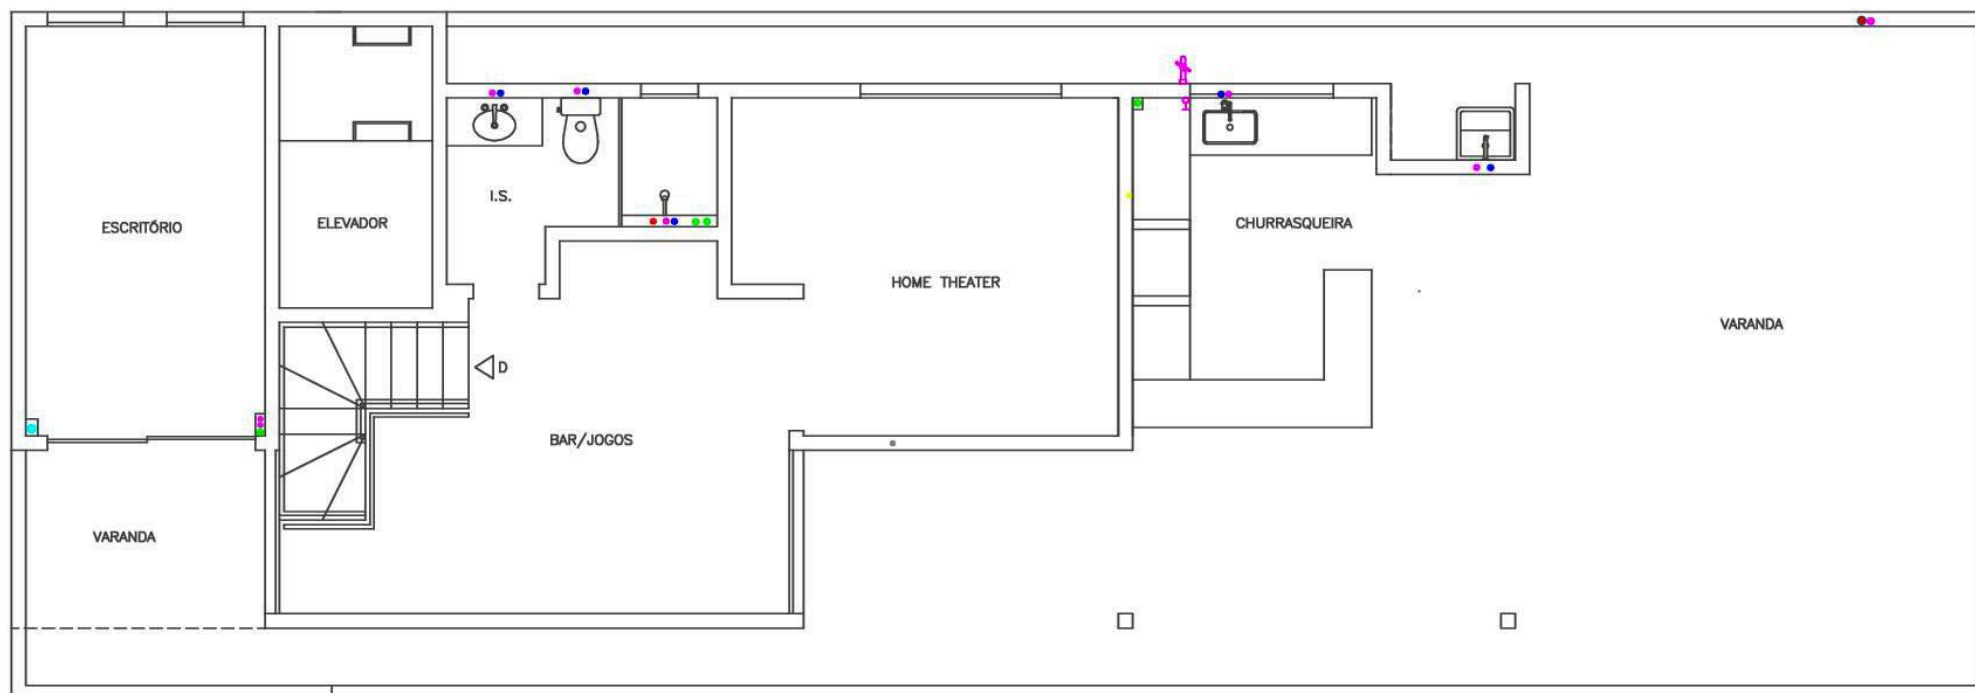 I.S.
ESCRITÓRIO
ELEVADOR
CHURRASQUEIRA
HOME THEATER
VARANDA
D
BAR/JOGOS
VARANDA